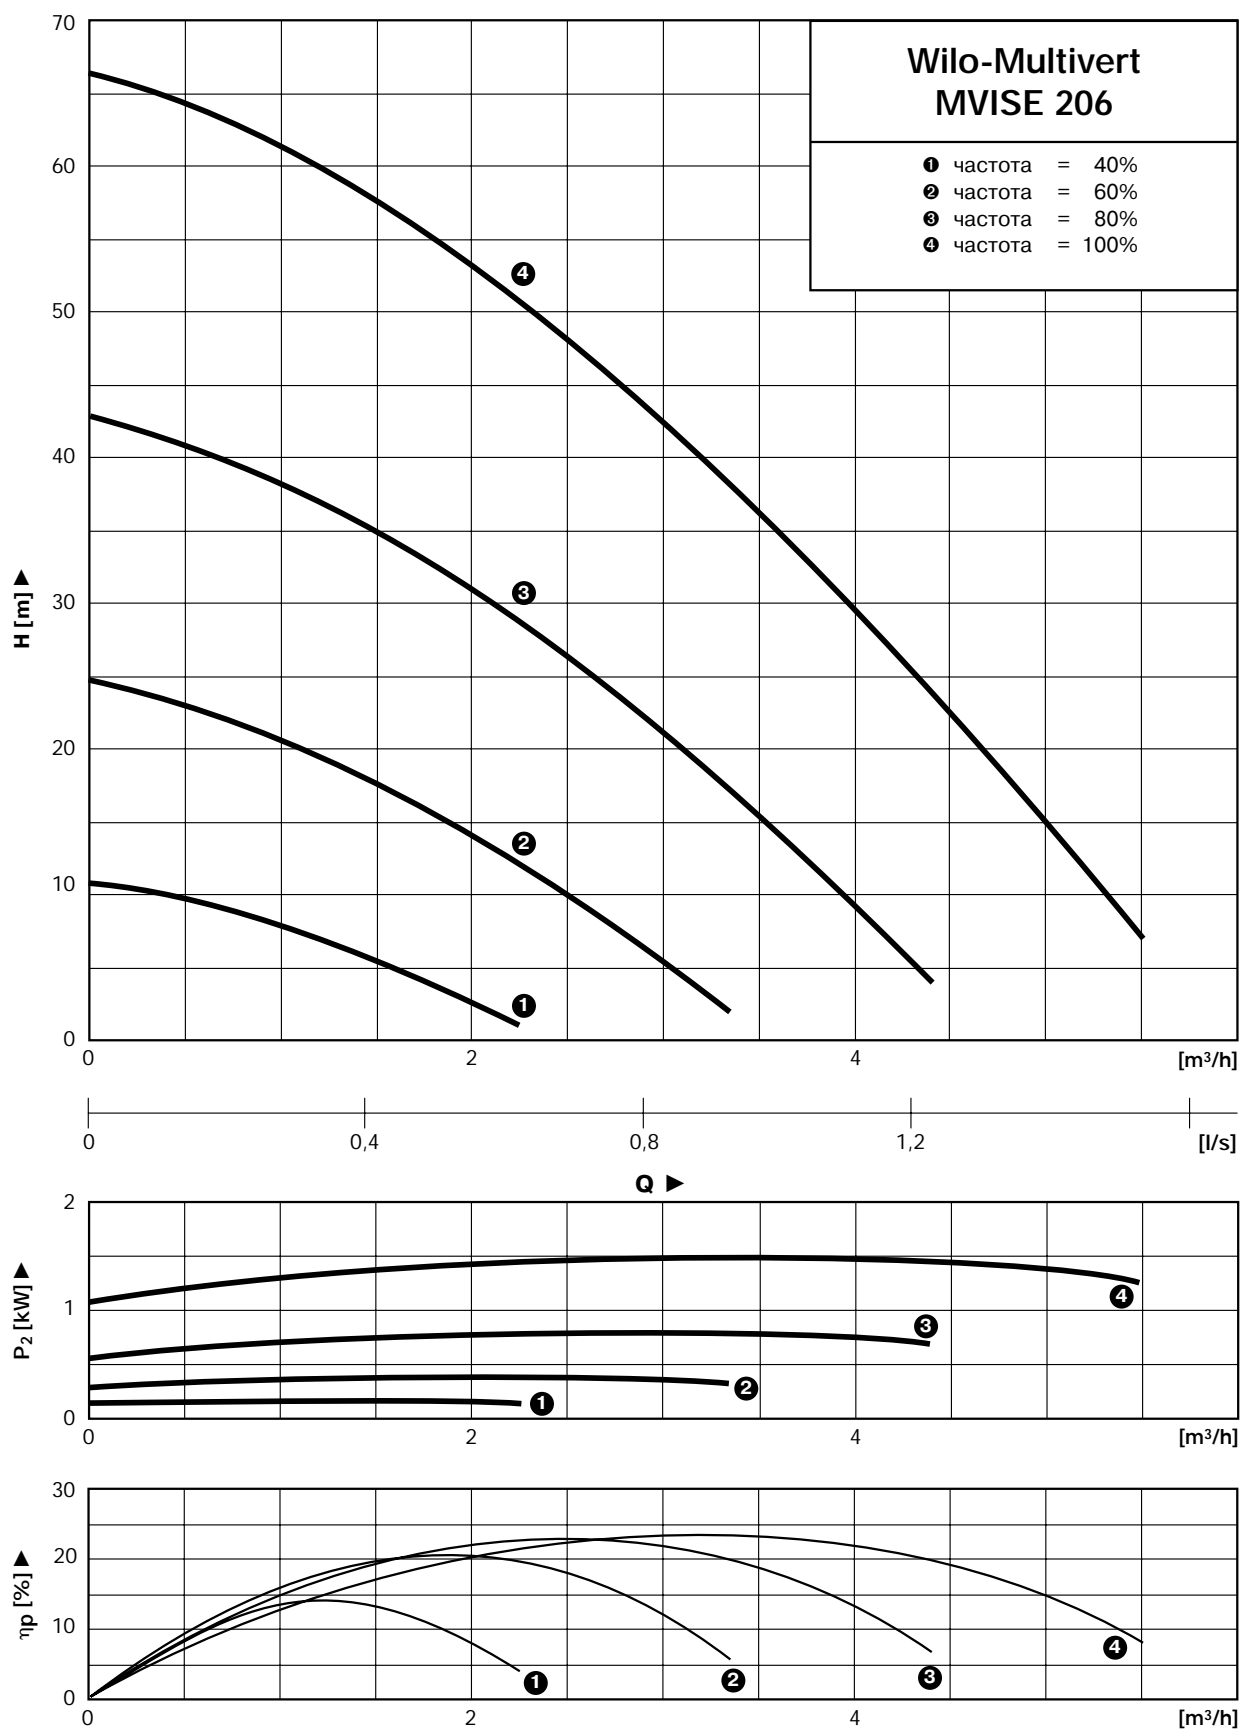 Wilo-Multivert
MVISE 206
❶ частота = 40%
❷ частота = 60%
❸ частота = 80%
❹ частота = 100%
H [m] ▶
70
60
50
40
30
20
10
0
❹
❸
❷
❶
0 2 4 [m³/h]
0 0,4 0,8 1,2 [l/s]
Q ▶
P₂ [kW] ▶
2
1
0
❹
❸
❷
❶
0 2 4 [m³/h]
ηp [%] ▶
30
20
10
0
❶ ❷ ❸ ❹
0 2 4 [m³/h]